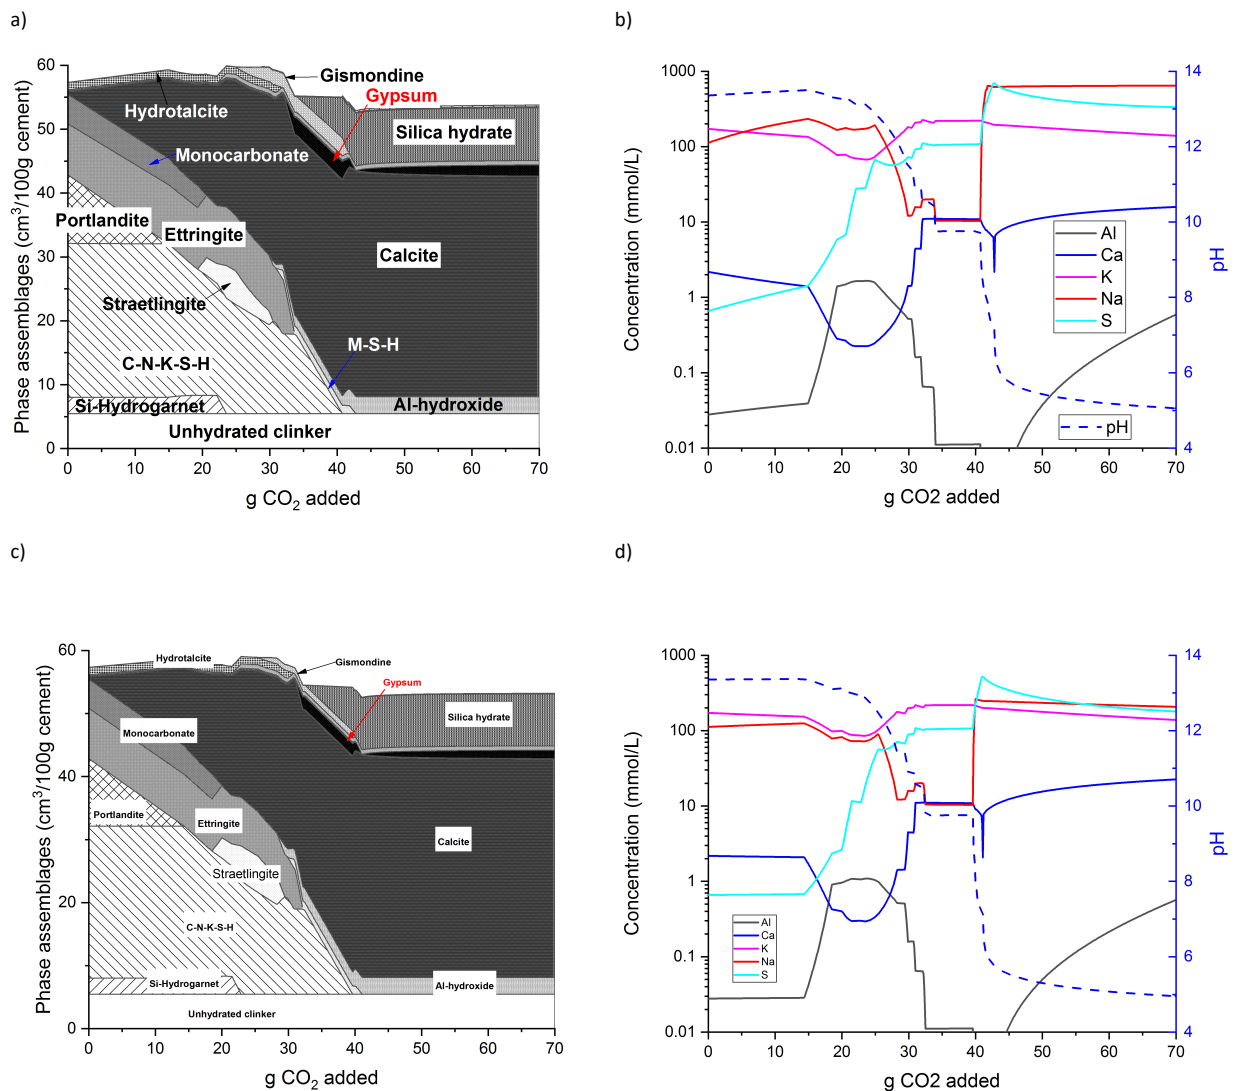 a)
b)
Phase assemblages (cm3/100g cement)
60
50
40
30
20
10
0
0
10
20
30
40
50
60
70
g CO2 added
Hydrotalcite
Gismondine
Gypsum
Silica hydrate
Monocarbonate
Portlandite
Ettringite
Calcite
Straetlingite
M-S-H
C-N-K-S-H
Si-Hydrogarnet
Al-hydroxide
Unhydrated clinker
Concentration (mmol/L)
1000
100
10
1
0.1
0.01
0
10
20
30
40
50
60
70
g CO2 added
14
12
10
8
6
4
pH
Al
Ca
K
Na
S
pH
c)
d)
Phase assemblages (cm3/100g cement)
60
40
20
0
0
10
20
30
40
50
60
70
g CO2 added
Hydrotalcite
Gismondine
Gypsum
Silica hydrate
Monocarbonate
Portlandite
Ettringite
Calcite
Straetlingite
C-N-K-S-H
Si-Hydrogarnet
Al-hydroxide
Unhydrated clinker
Concentration (mmol/L)
1000
100
10
1
0.1
0.01
0
10
20
30
40
50
60
70
g CO2 added
14
12
10
8
6
4
pH
Al
Ca
K
Na
S